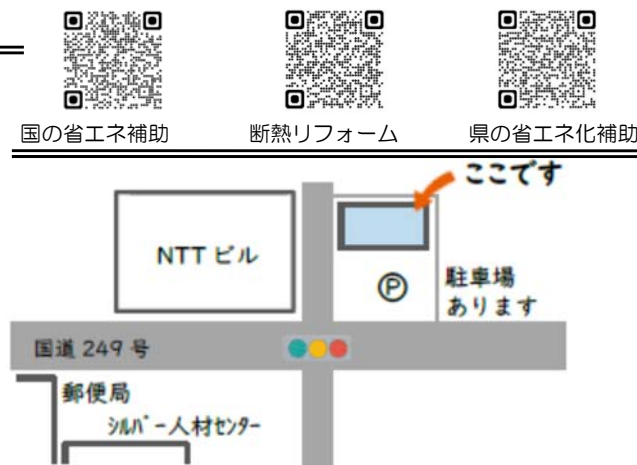 国の省エネ補助
断熱リフォーム
県の省エネ化補助
ここです
NTT ビル
Ⓟ
駐車場
あります
国道 249 号
郵便局
ｼﾙﾊﾞｰ人材ｾﾝﾀｰ